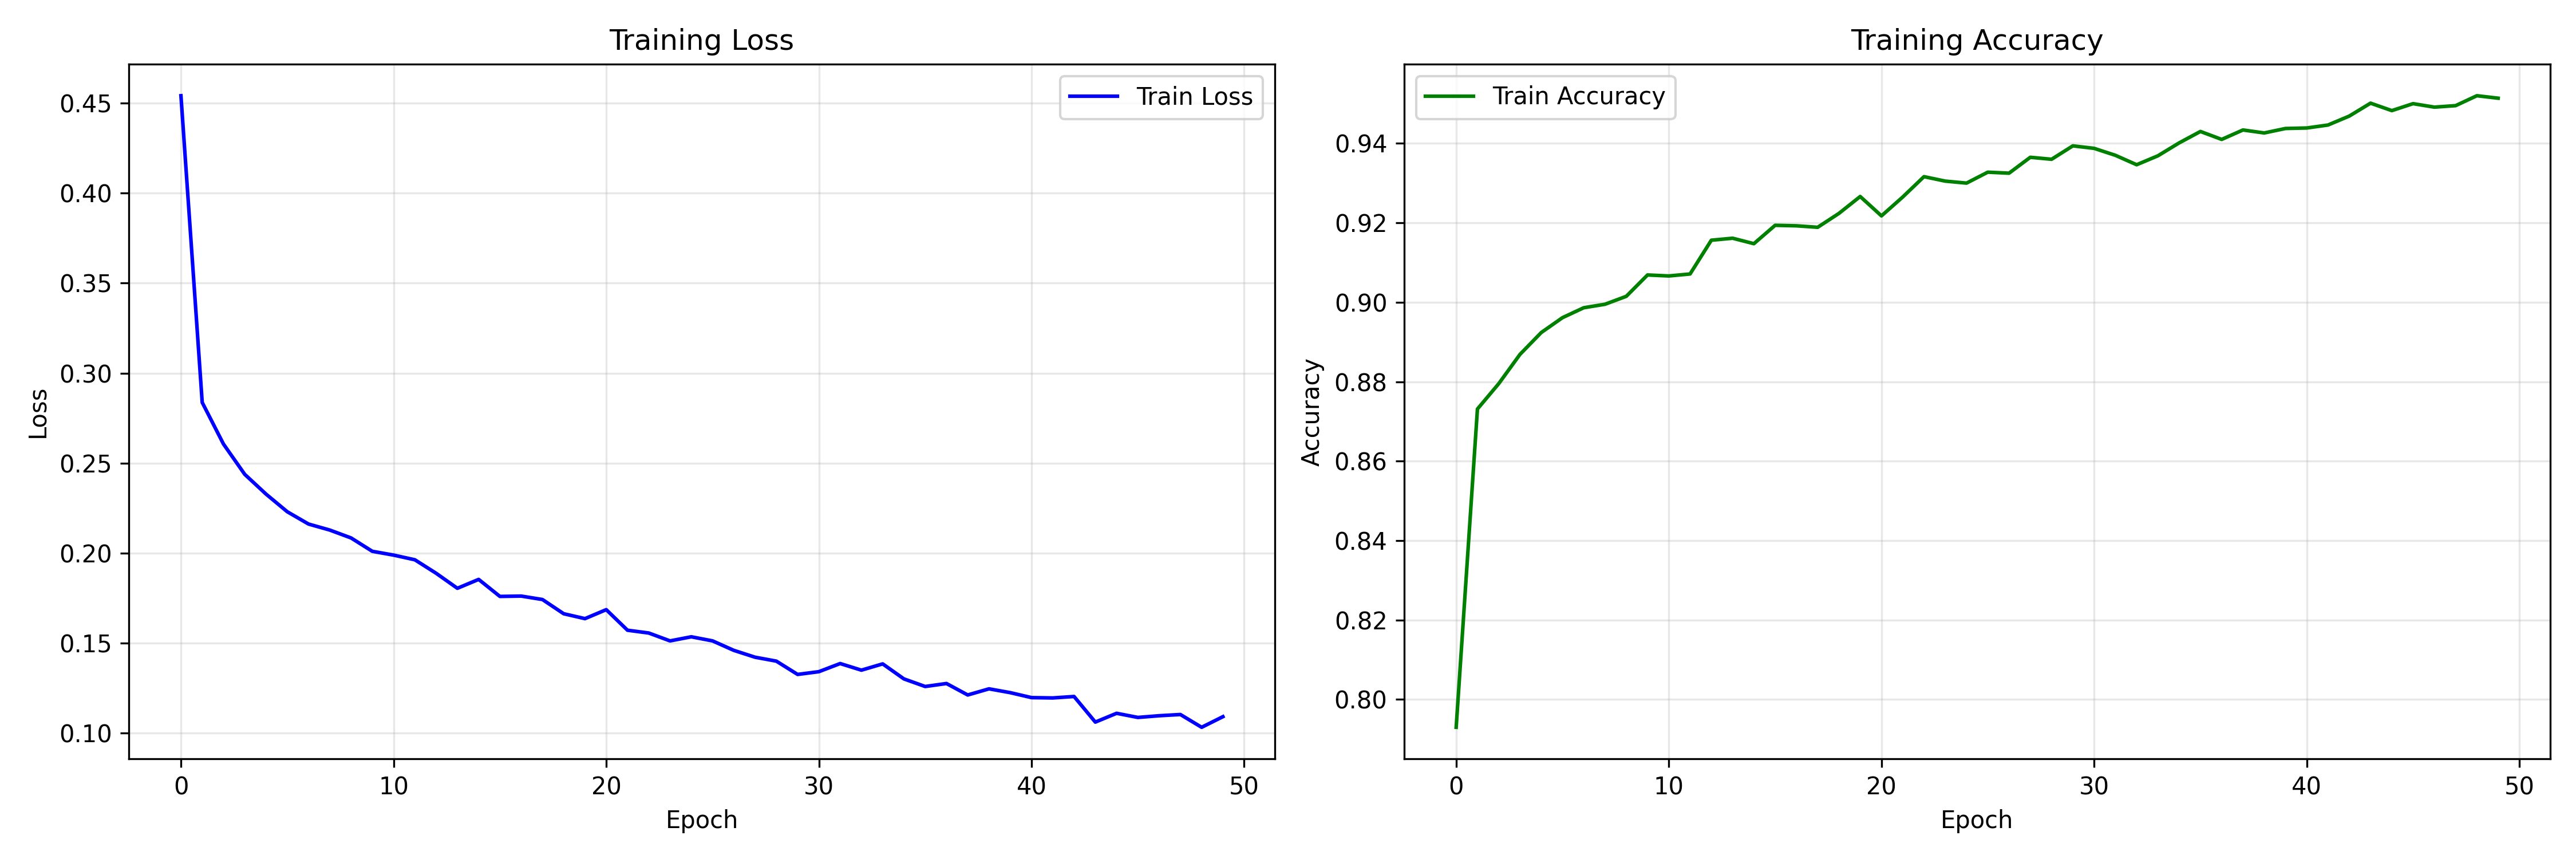 Training Loss
Train Loss
0.45
0.40
0.35
0.30
0.25
0.20
0.15
0.10
Loss
0 10 20 30 40 50
Epoch
Training Accuracy
Train Accuracy
0.94
0.92
0.90
0.88
0.86
0.84
0.82
0.80
Accuracy
0 10 20 30 40 50
Epoch